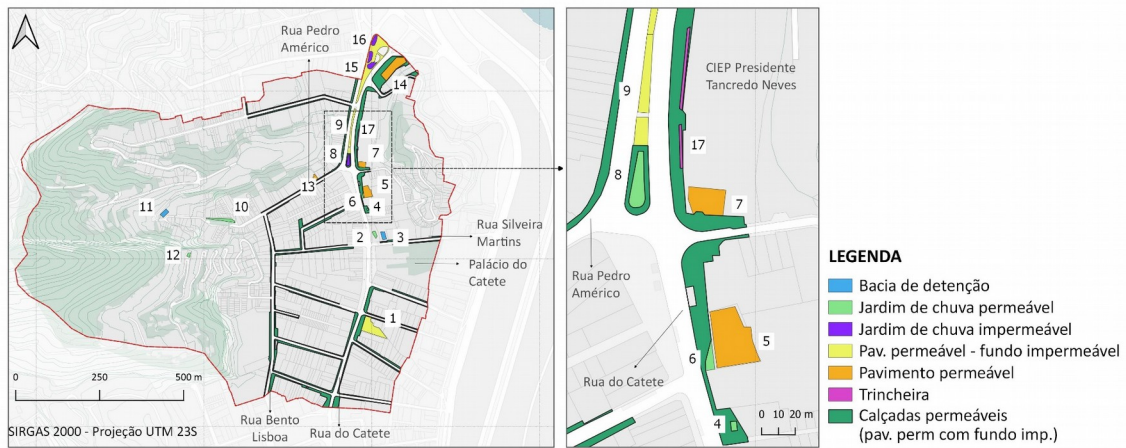 Rua Pedro
Américo
16
15
14
9
17
8
7
13
5
6
4
11
10
2
3
12
Rua Silveira
Martins
Palácio do
Catete
1
0
250
500 m
SIRGAS 2000 - Projeção UTM 23S
Rua Bento
Lisboa
Rua do Catete
CIEP Presidente
Tancredo Neves
9
17
8
7
Rua Pedro
Américo
5
6
Rua do Catete
4
0 10 20 m
LEGENDA
Bacia de detenção
Jardim de chuva permeável
Jardim de chuva impermeável
Pav. permeável - fundo impermeável
Pavimento permeável
Trincheira
Calçadas permeáveis
(pav. perm com fundo imp.)